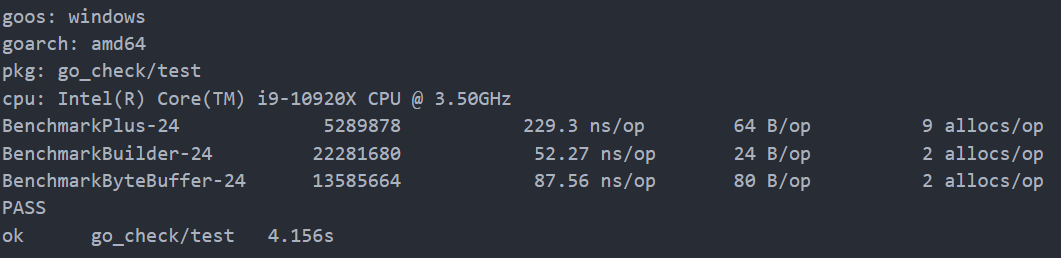 goos: windows
goarch: amd64
pkg: go_check/test
cpu: Intel(R) Core(TM) i9-10920X CPU @ 3.50GHz
BenchmarkPlus-24 5289878 229.3 ns/op 64 B/op 9 allocs/op
BenchmarkBuilder-24 22281680 52.27 ns/op 24 B/op 2 allocs/op
BenchmarkByteBuffer-24 13585664 87.56 ns/op 80 B/op 2 allocs/op
PASS
ok go_check/test 4.156s